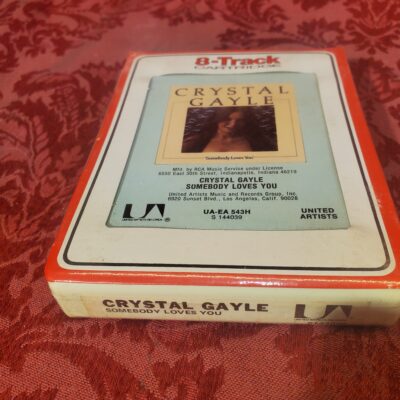 8-Track
CARTRIDGE
CRYSTAL
GAYLE
Somebody Loves You
Mfg. by RCA Music Service under License
6550 East 30th Street, Indianapolis, Indiana 46219
CRYSTAL GAYLE
SOMEBODY LOVES YOU
United Artists Music and Records Group, Inc.
6920 Sunset Blvd., Los Angeles, Calif. 90028
UA-EA 543H
S 144039
UNITED
ARTISTS
CRYSTAL GAYLE
SOMEBODY LOVES YOU